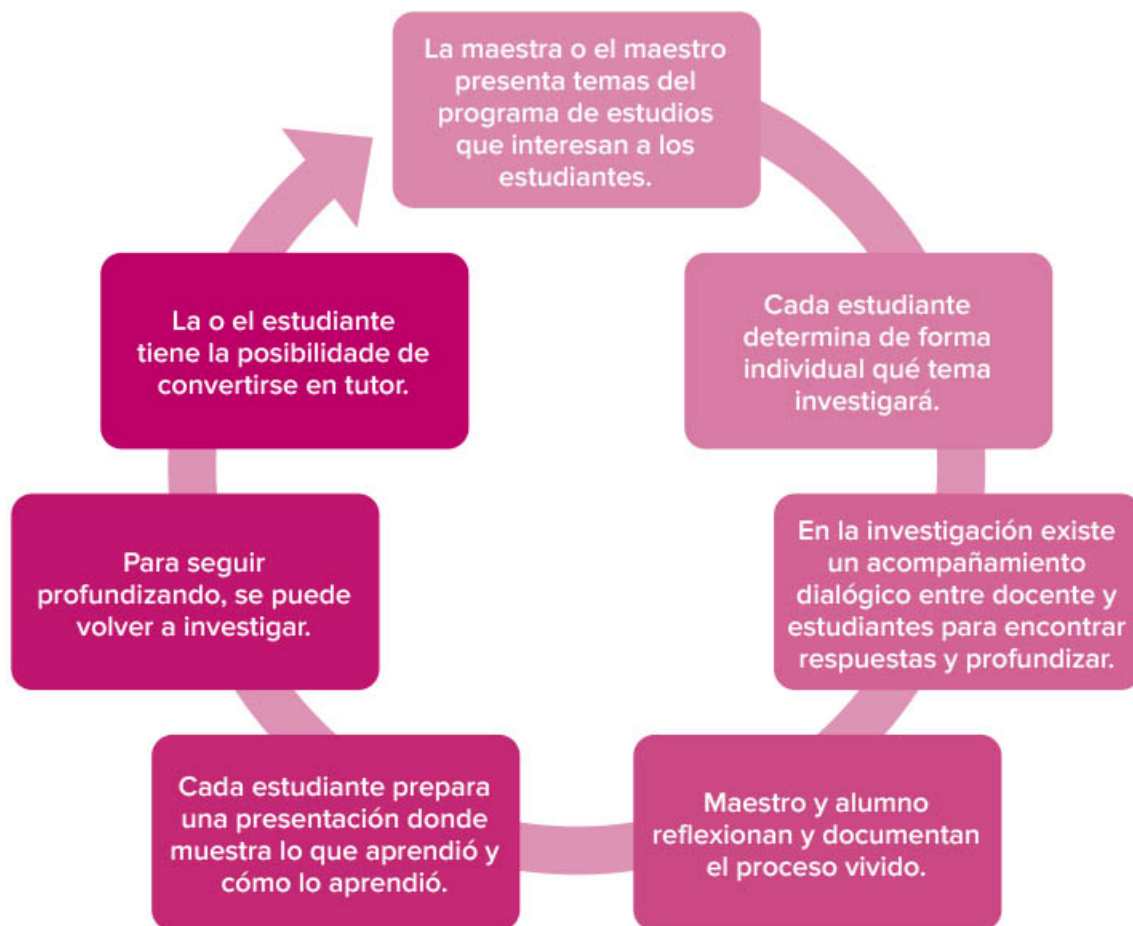 La maestra o el maestro
presenta temas del
programa de estudios
que interesan a los
estudiantes.
Cada estudiante
determina de forma
individual qué tema
investigará.
En la investigación existe
un acompañamiento
dialógico entre docente y
estudiantes para encontrar
respuestas y profundizar.
Maestro y alumno
reflexionan y documentan
el proceso vivido.
Cada estudiante prepara
una presentación donde
muestra lo que aprendió y
cómo lo aprendió.
Para seguir
profundizando, se puede
volver a investigar.
La o el estudiante
tiene la posibilidade de
convertirse en tutor.